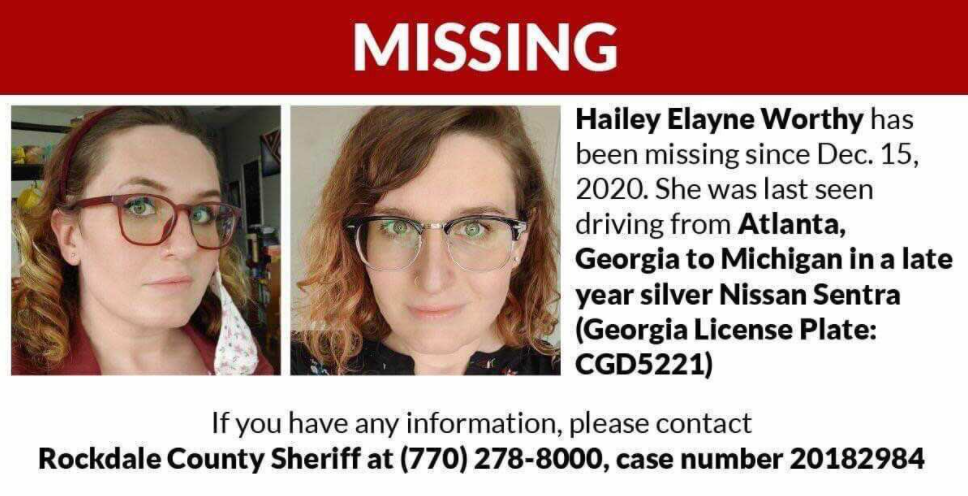 MISSING
Hailey Elayne Worthy has
been missing since Dec. 15,
2020. She was last seen
driving from Atlanta,
Georgia to Michigan in a late
year silver Nissan Sentra
(Georgia License Plate:
CGD5221)
If you have any information, please contact
Rockdale County Sheriff at (770) 278-8000, case number 20182984